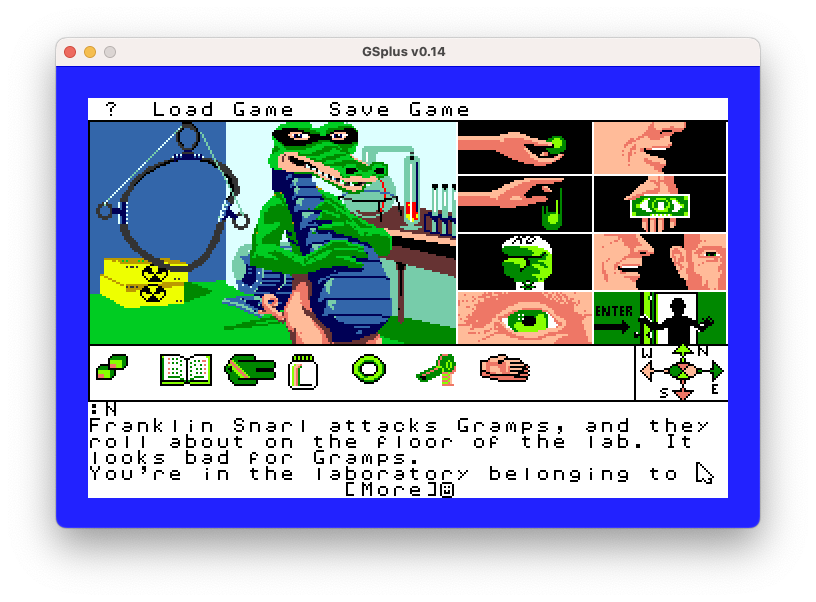 GSplus v0.14
? Load Game Save Game
ENTER
W N
S E
:N
Franklin Snarl attacks Gramps, and they
roll about on the floor of the lab. It
looks bad for Gramps.
You're in the laboratory belonging to
[More]